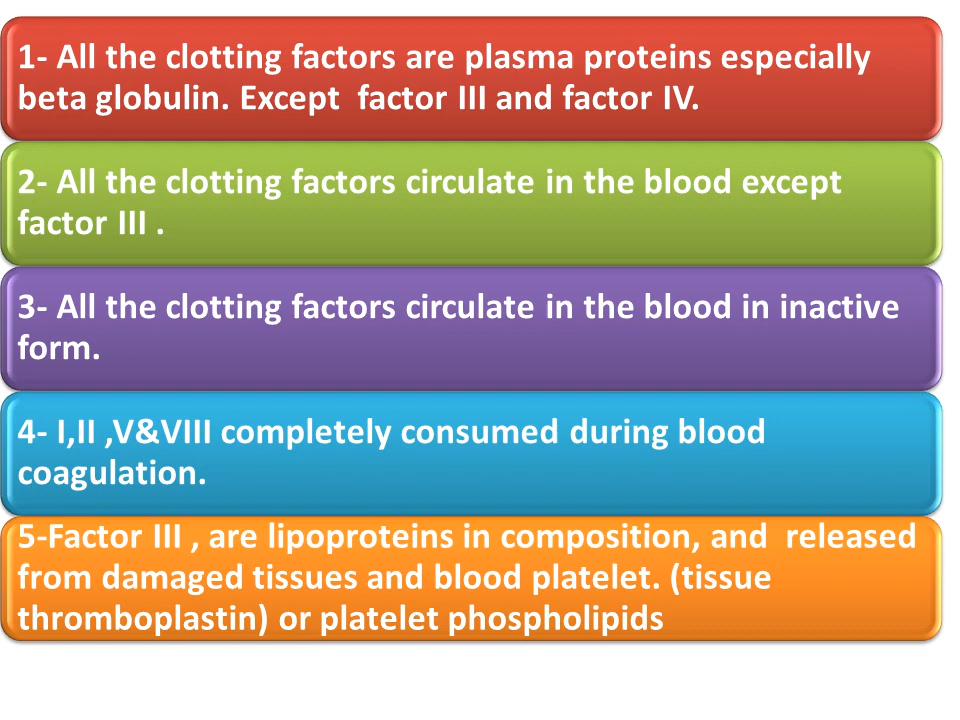 1- All the clotting factors are plasma proteins especially
beta globulin. Except  factor III and factor IV.
2- All the clotting factors circulate in the blood except
factor III .
3- All the clotting factors circulate in the blood in inactive
form.
4- I,II ,V&VIII completely consumed during blood
coagulation.
5-Factor III , are lipoproteins in composition, and  released
from damaged tissues and blood platelet. (tissue
thromboplastin) or platelet phospholipids